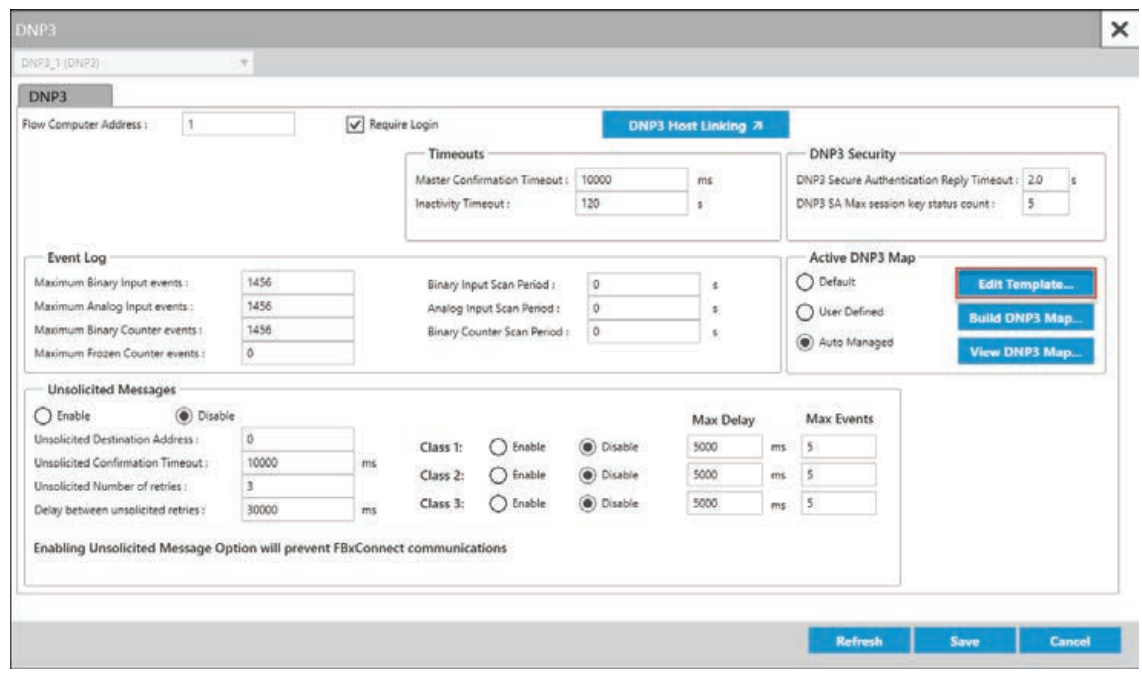 DNP3
DNP3_1 (DNP3)
DNP3
Flow Computer Address : 1 Require Login DNP3 Host Linking
Timeouts
Master Confirmation Timeout : 10000 ms
Inactivity Timeout : 120 s
DNP3 Security
DNP3 Secure Authentication Reply Timeout : 2.0 s
DNP3 SA Max session key status count : 5
Event Log
Maximum Binary Input events : 1456
Maximum Analog Input events : 1456
Maximum Binary Counter events : 1456
Maximum Frozen Counter events : 0
Binary Input Scan Period : 0 s
Analog Input Scan Period : 0 s
Binary Counter Scan Period : 0 s
Active DNP3 Map
Default Edit Template...
User Defined Build DNP3 Map...
Auto Managed View DNP3 Map...
Unsolicited Messages
Enable Disable
Unsolicited Destination Address : 0
Unsolicited Confirmation Timeout : 10000 ms
Unsolicited Number of retries : 3
Delay between unsolicited retries : 30000 ms
Max Delay Max Events
Class 1: Enable Disable 5000 ms 5
Class 2: Enable Disable 5000 ms 5
Class 3: Enable Disable 5000 ms 5
Enabling Unsolicited Message Option will prevent FBxConnect communications
Refresh Save Cancel